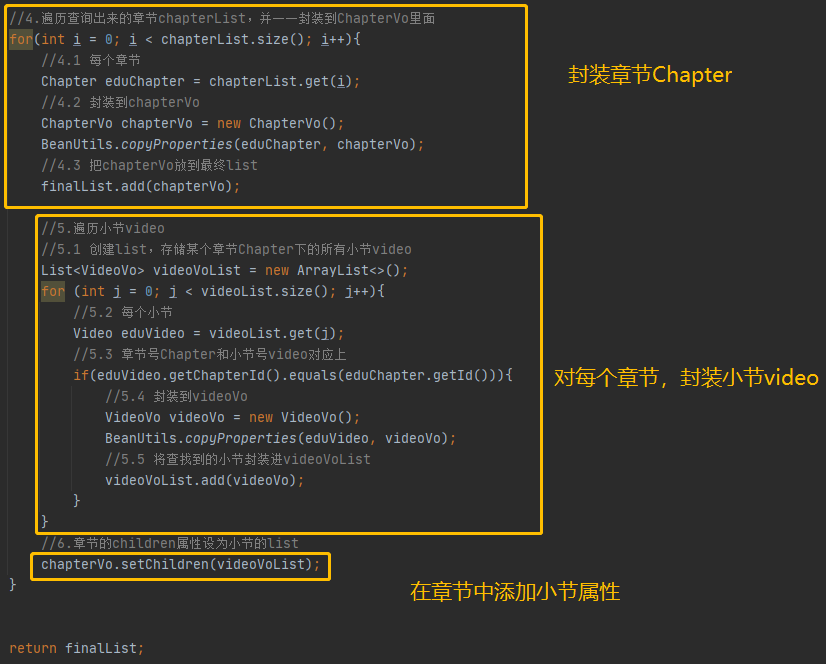 //4.遍历查询出来的章节chapterList，并一一封装到ChapterVo里面
for(int i = 0; i < chapterList.size(); i++){
//4.1 每个章节
Chapter eduChapter = chapterList.get(i);
//4.2 封装到chapterVo
ChapterVo chapterVo = new ChapterVo();
BeanUtils.copyProperties(eduChapter, chapterVo);
//4.3 把chapterVo放到最终list
finalList.add(chapterVo);
封装章节Chapter
//5.遍历小节video
//5.1 创建list，存储某个章节Chapter下的所有小节video
List<VideoVo> videoVoList = new ArrayList<>();
for (int j = 0; j < videoList.size(); j++){
//5.2 每个小节
Video eduVideo = videoList.get(j);
//5.3 章节号Chapter和小节号video对应上
if(eduVideo.getChapterId().equals(eduChapter.getId())){
//5.4 封装到videoVo
VideoVo videoVo = new VideoVo();
BeanUtils.copyProperties(eduVideo, videoVo);
//5.5 将查找到的小节封装进videoVoList
videoVoList.add(videoVo);
}
}
对每个章节，封装小节video
//6.章节的children属性设为小节的list
chapterVo.setChildren(videoVoList);
}
在章节中添加小节属性
return finalList;